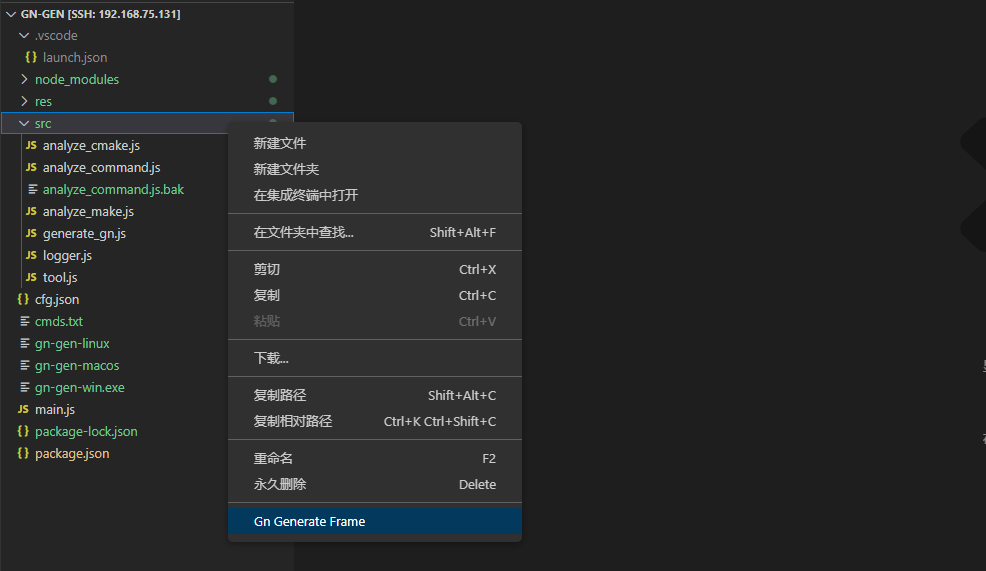 GN-GEN [SSH: 192.168.75.131]
.vscode
{} launch.json
node_modules
res
src
JS analyze_cmake.js
JS analyze_command.js
analyze_command.js.bak
JS analyze_make.js
JS generate_gn.js
JS logger.js
JS tool.js
{} cfg.json
cmds.txt
gn-gen-linux
gn-gen-macos
gn-gen-win.exe
JS main.js
{} package-lock.json
{} package.json
新建文件
新建文件夹
在集成终端中打开
在文件夹中查找... Shift+Alt+F
剪切 Ctrl+X
复制 Ctrl+C
粘贴 Ctrl+V
下载...
复制路径 Shift+Alt+C
复制相对路径 Ctrl+K Ctrl+Shift+C
重命名 F2
永久删除 Delete
Gn Generate Frame